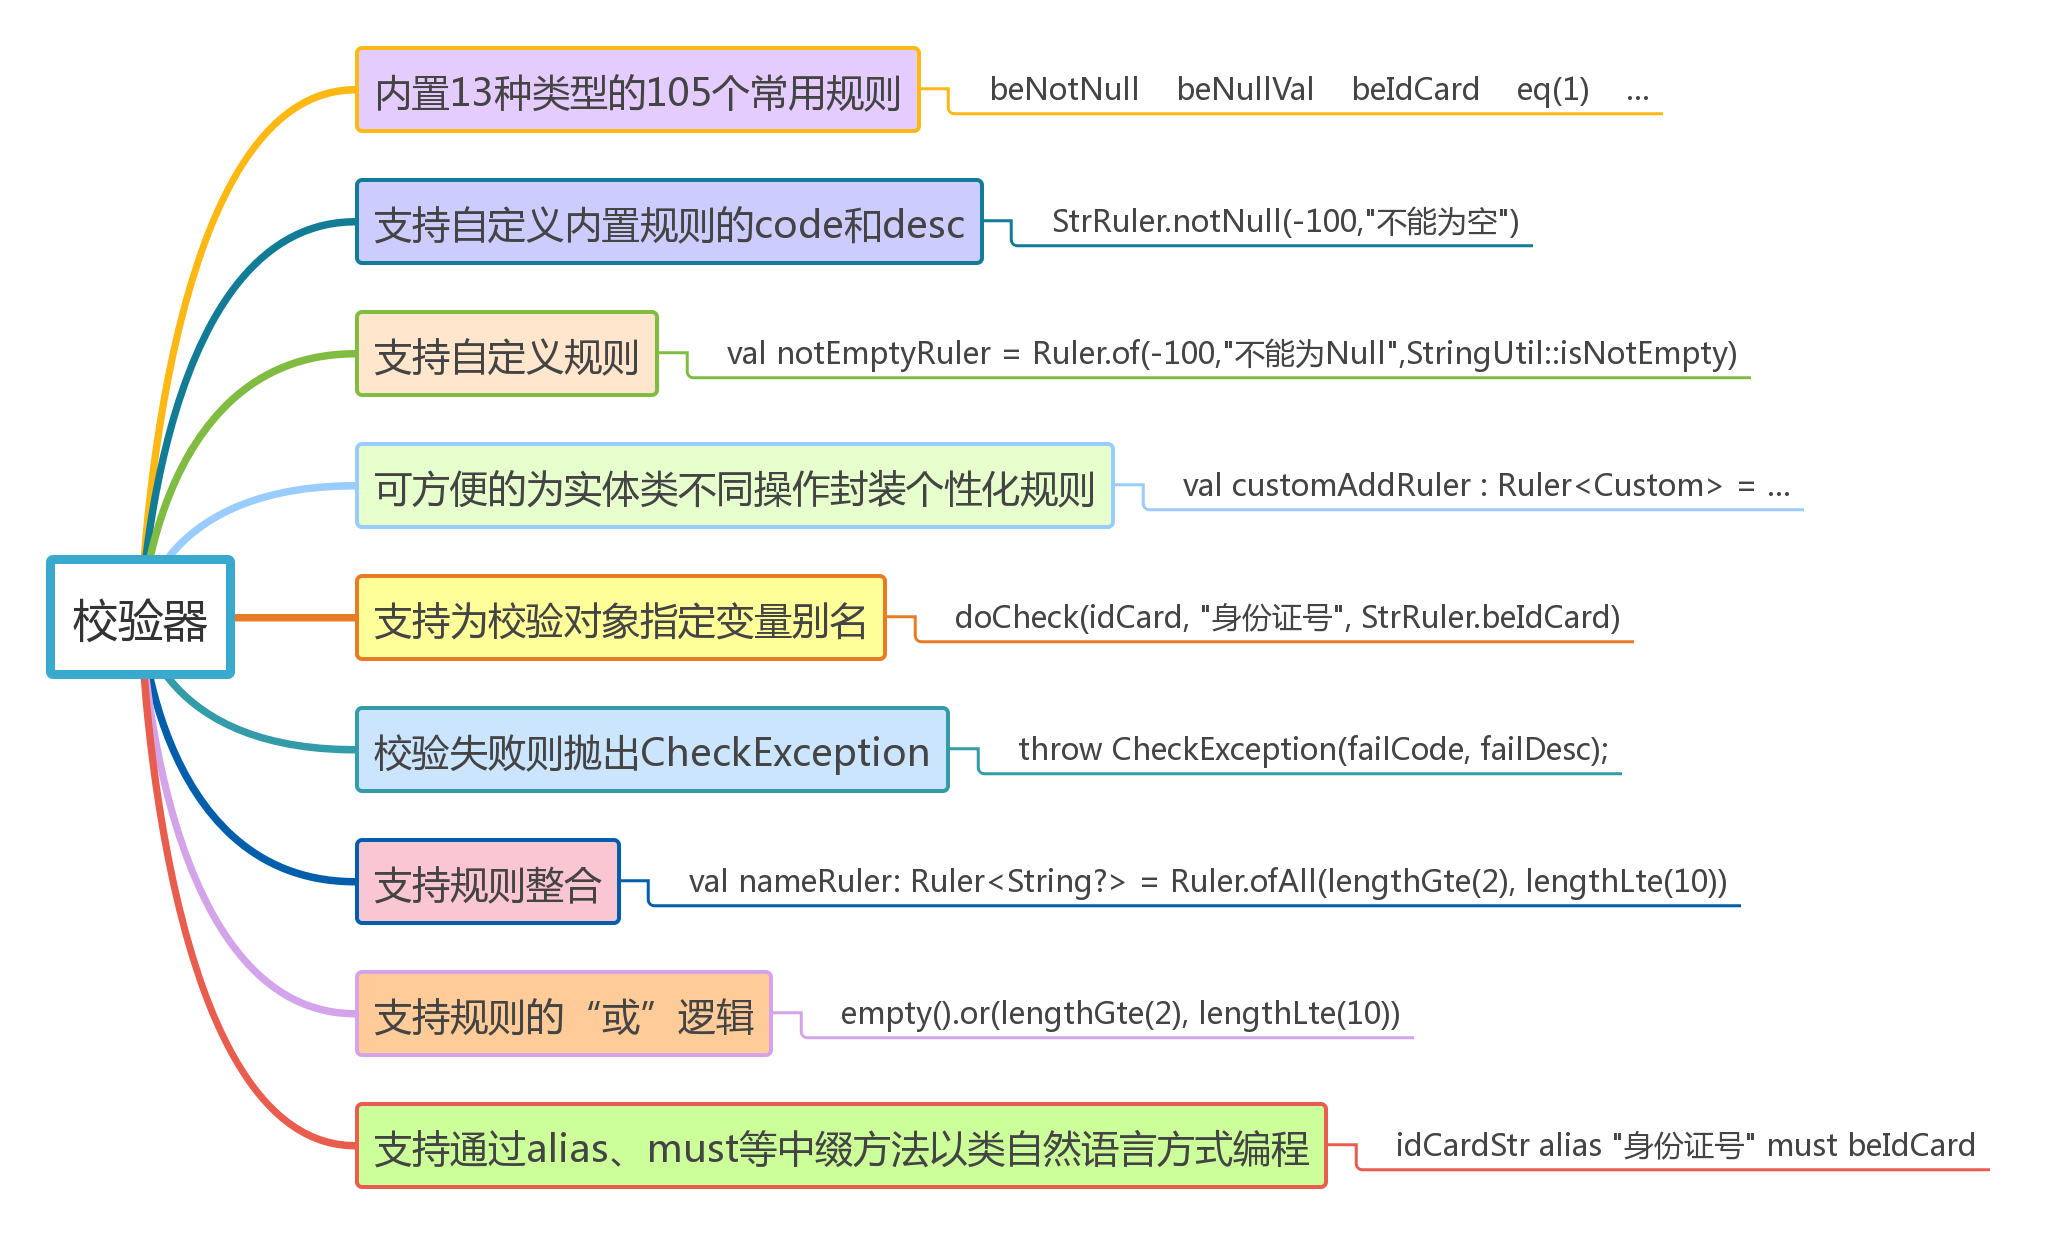 内置13种类型的105个常用规则
beNotNull beNullVal beIdCard eq(1) ...
支持自定义内置规则的code和desc
StrRuler.notNull(-100,"不能为空")
支持自定义规则
val notEmptyRuler = Ruler.of(-100,"不能为Null",StringUtil::isNotEmpty)
可方便的为实体类不同操作封装个性化规则
val customAddRuler : Ruler<Custom> = ...
校验器
支持为校验对象指定变量别名
doCheck(idCard, "身份证号", StrRuler.beIdCard)
校验失败则抛出CheckException
throw CheckException(failCode, failDesc);
支持规则整合
val nameRuler: Ruler<String?> = Ruler.ofAll(lengthGte(2), lengthLte(10))
支持规则的“或”逻辑
empty().or(lengthGte(2), lengthLte(10))
支持通过alias、must等中缀方法以类自然语言方式编程
idCardStr alias "身份证号" must beIdCard